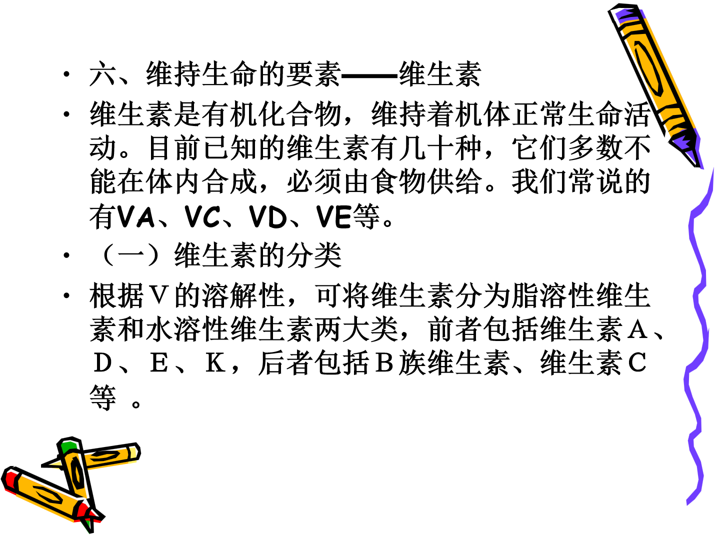 • 六、维持生命的要素——维生素
• 维生素是有机化合物，维持着机体正常生命活
动。目前已知的维生素有几十种，它们多数不
能在体内合成，必须由食物供给。我们常说的
有VA、VC、VD、VE等。
• （一）维生素的分类
• 根据Ｖ的溶解性，可将维生素分为脂溶性维生
素和水溶性维生素两大类，前者包括维生素Ａ、
Ｄ、Ｅ、Ｋ，后者包括Ｂ族维生素、维生素Ｃ
等 。